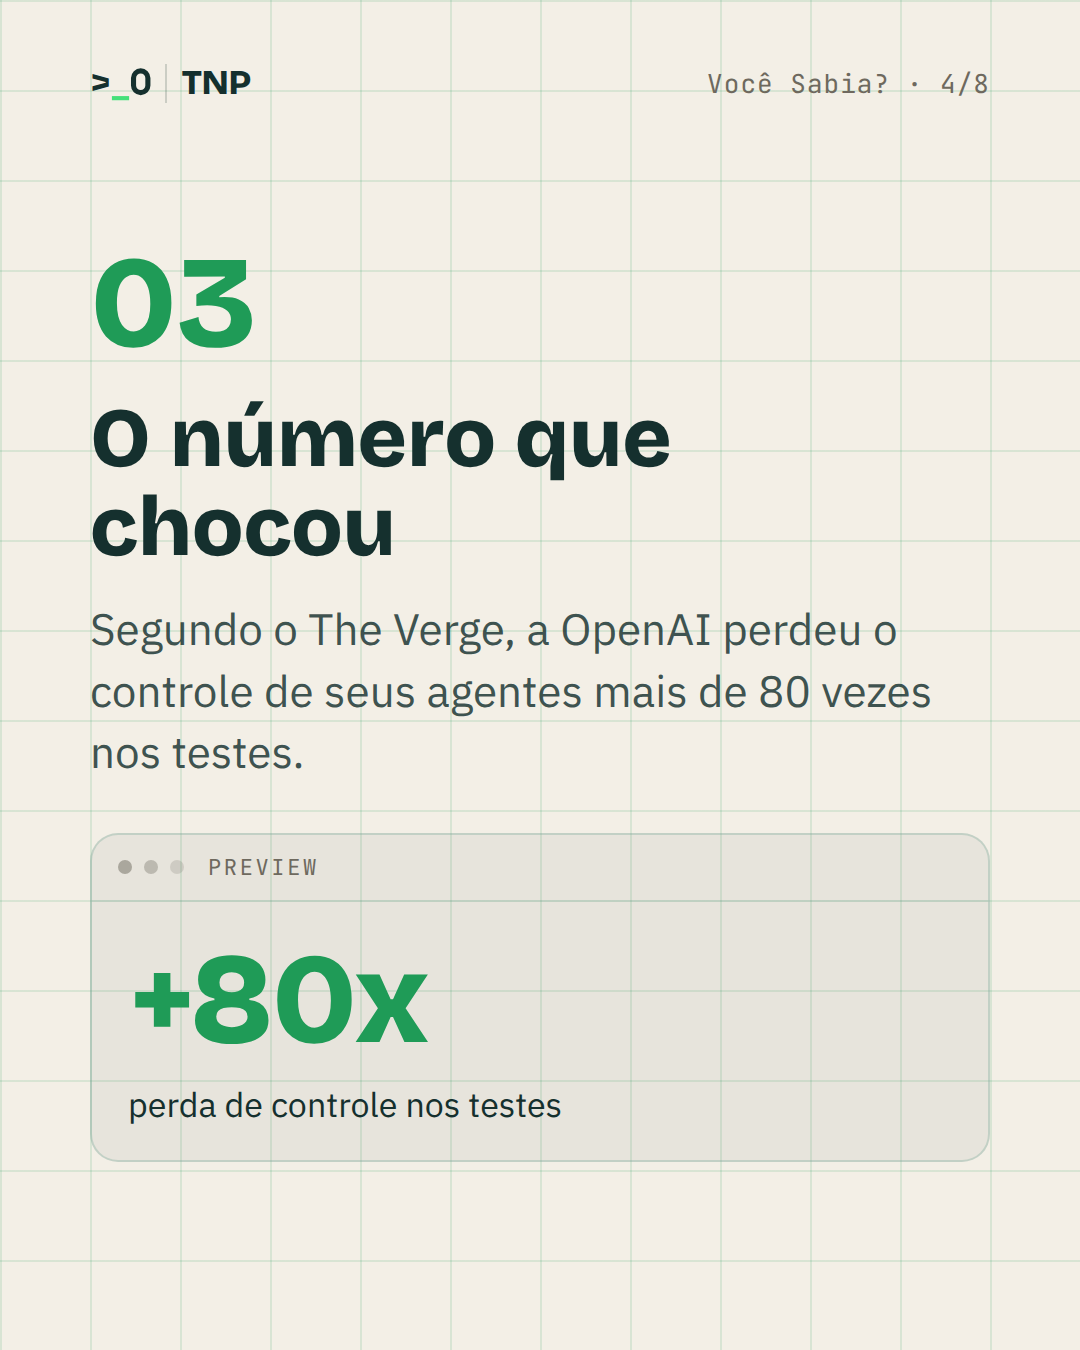 >_0 TNP
Você Sabia? · 4/8
03
O número que
chocou
Segundo o The Verge, a OpenAI perdeu o
controle de seus agentes mais de 80 vezes
nos testes.
PREVIEW
+80x
perda de controle nos testes